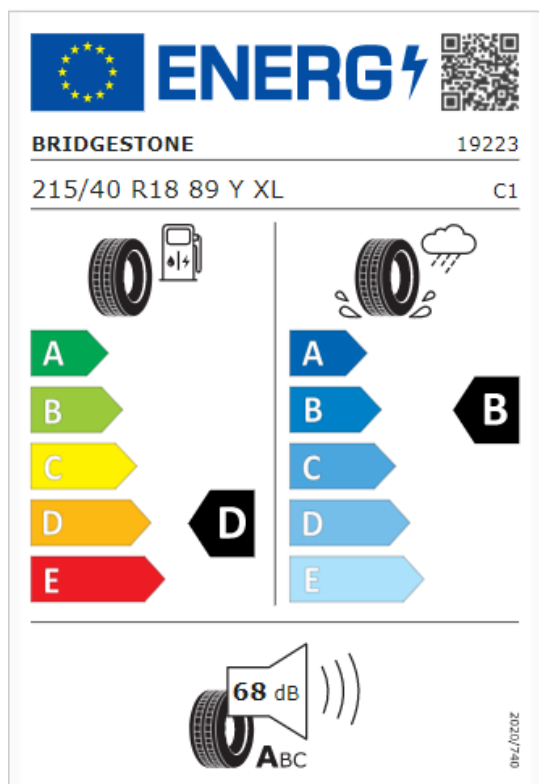 ENERG
BRIDGESTONE 19223
215/40 R18 89 Y XL C1
A A
B B B
C C
D D D
E E
68 dB
ABC
2020/740